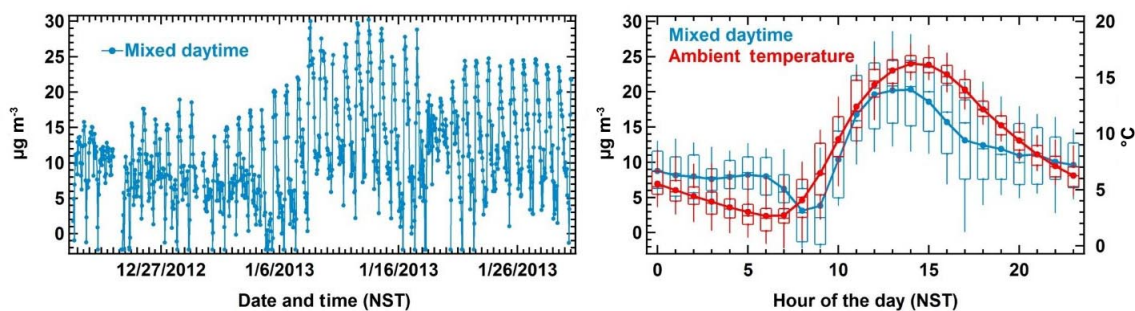 30
25
20
15
10
5
0
µg m⁻³
Mixed daytime
12/27/2012 1/6/2013 1/16/2013 1/26/2013
Date and time (NST)
30
25
20
15
10
5
0
µg m⁻³
Mixed daytime
Ambient temperature
20
15
10
5
0
°C
0 5 10 15 20
Hour of the day (NST)